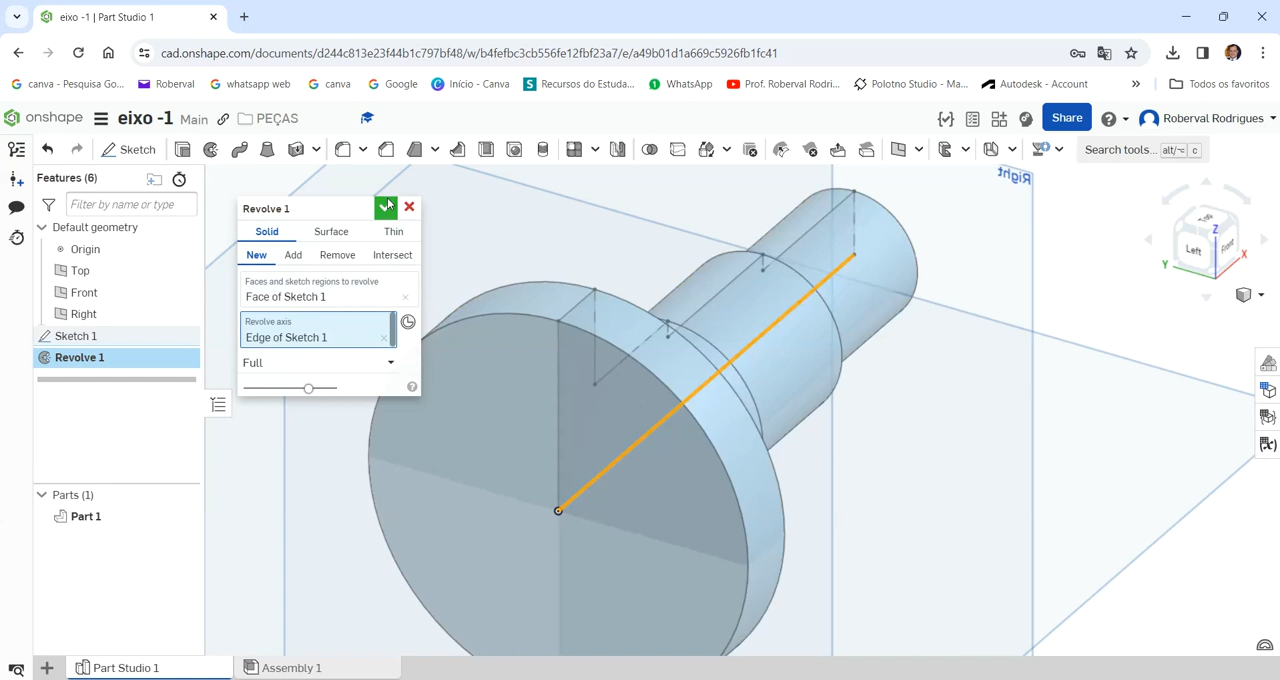 eixo -1 | Part Studio 1
cad.onshape.com/documents/d244c813e23f44b1c797bf48/w/b4fefbc3cb556fe12fbf23a7/e/a49b01d1a669c5926fb1fc41
canva - Pesquisa Go...
Roberval
whatsapp web
canva
Google
Início - Canva
Recursos do Estuda...
WhatsApp
Prof. Roberval Rodri...
Polotno Studio - Ma...
Autodesk - Account
»
Todos os favoritos
onshape
eixo -1
Main
PEÇAS
Share
Roberval Rodrigues
Sketch
Search tools...
alt/⌥
c
Features (6)
Filter by name or type
Default geometry
Origin
Top
Front
Right
Sketch 1
Revolve 1
Parts (1)
Part 1
Revolve 1
Solid
Surface
Thin
New
Add
Remove
Intersect
Faces and sketch regions to revolve
Face of Sketch 1
Revolve axis
Edge of Sketch 1
Full
Right
Top
Left
Front
Z
X
Y
Part Studio 1
Assembly 1